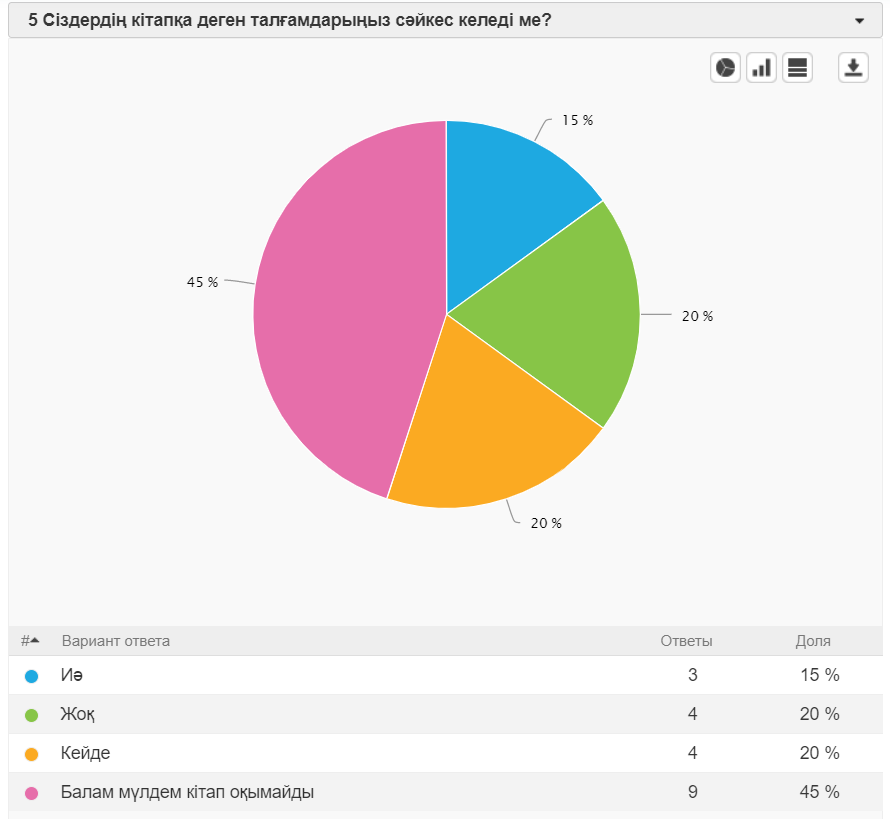 5 Сіздердің кітапқа деген талғамдарыңыз сәйкес келеді ме?
15 %
45 %
20 %
20 %
# Вариант ответа Ответы Доля
Иә 3 15 %
Жоқ 4 20 %
Кейде 4 20 %
Балам мүлдем кітап оқымайды 9 45 %